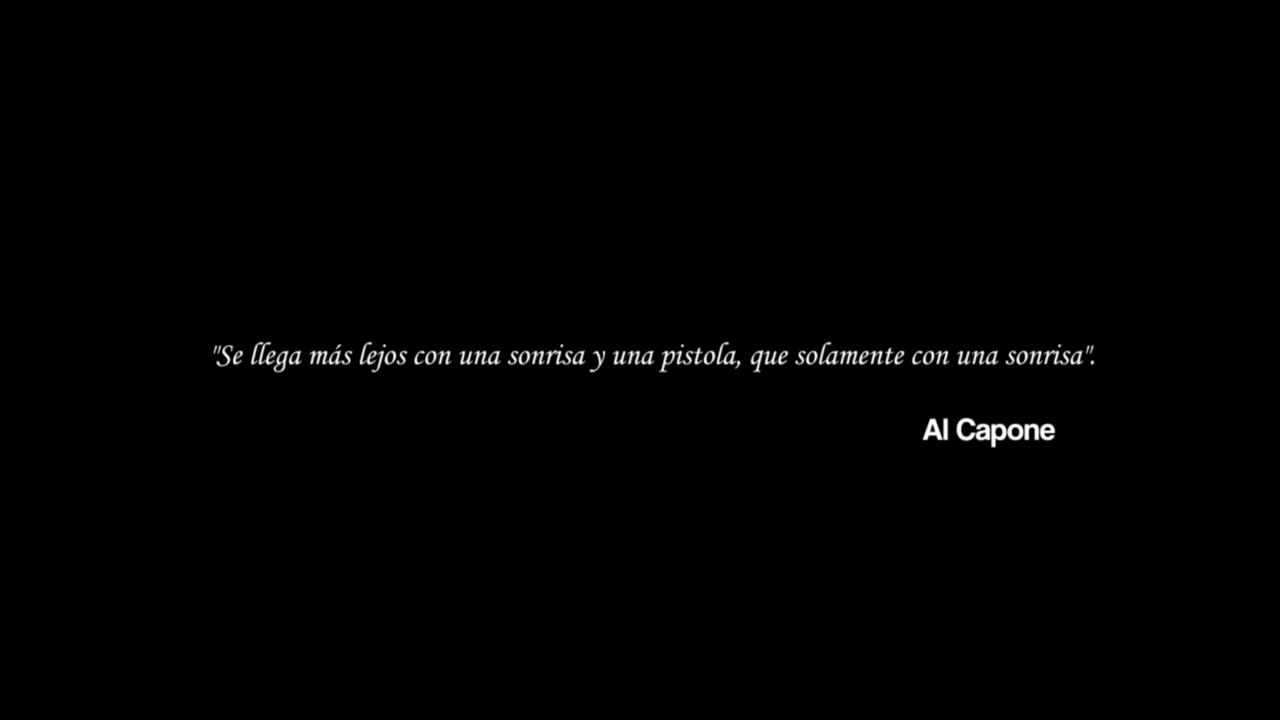 "Se llega más lejos con una sonrisa y una pistola, que solamente con una sonrisa".
Al Capone